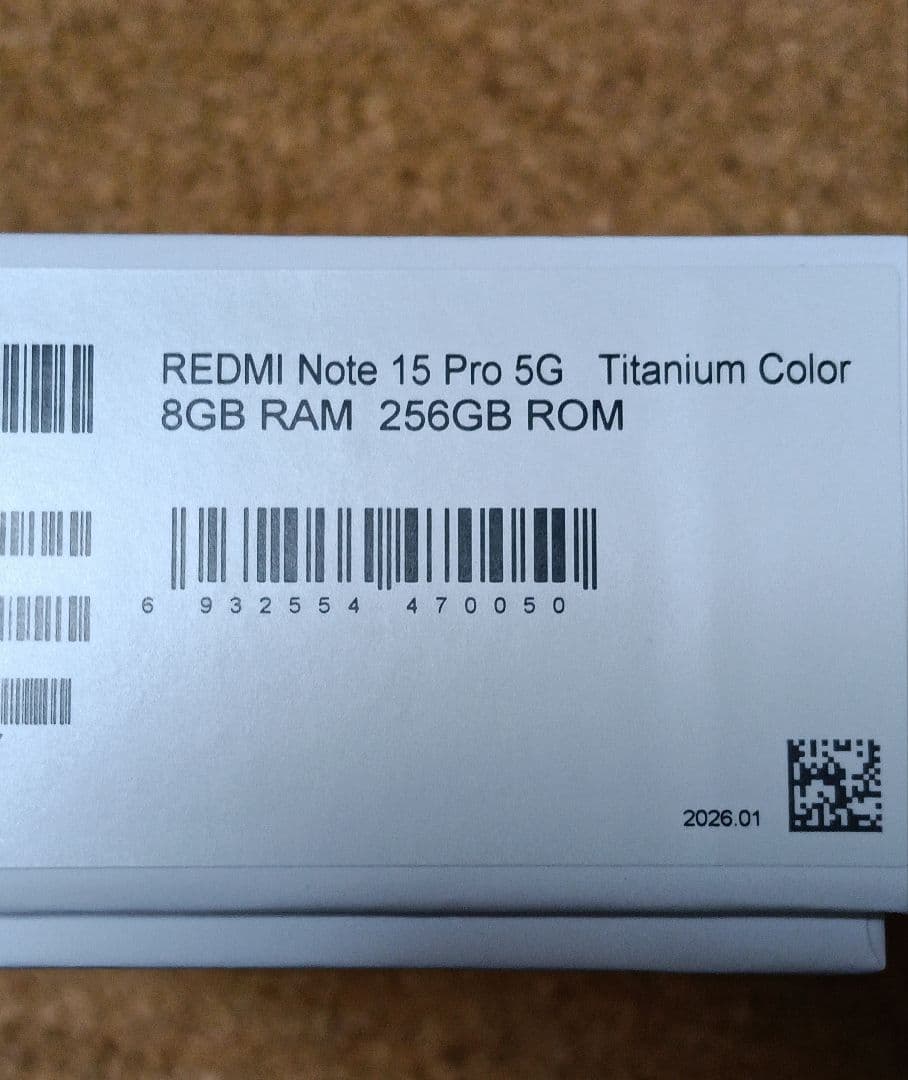 REDMI Note 15 Pro 5G Titanium Color
8GB RAM 256GB ROM
6 932554 470050
2026.01